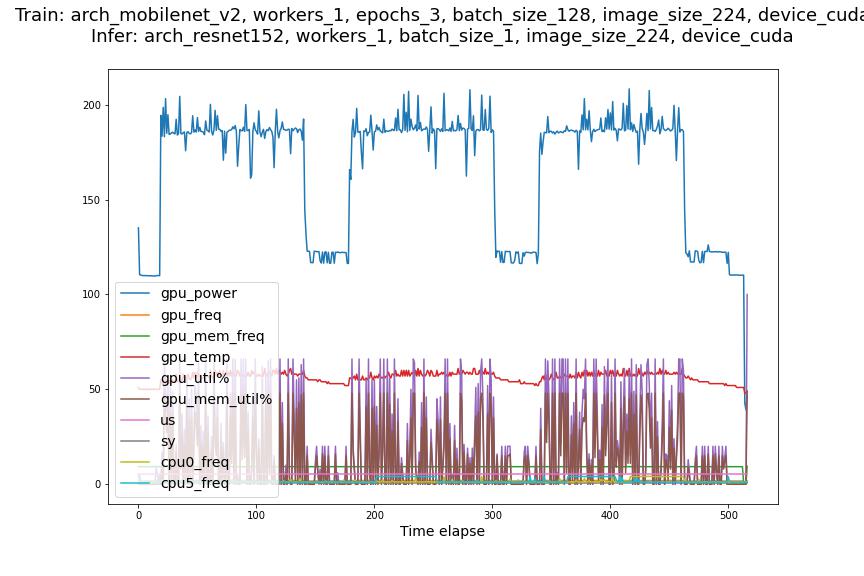 Train: arch_mobilenet_v2, workers_1, epochs_3, batch_size_128, image_size_224, device_cuda
Infer: arch_resnet152, workers_1, batch_size_1, image_size_224, device_cuda
200
150
100
50
0
gpu_power
gpu_freq
gpu_mem_freq
gpu_temp
gpu_util%
gpu_mem_util%
us
sy
cpu0_freq
cpu5_freq
0 100 200 300 400 500
Time elapse